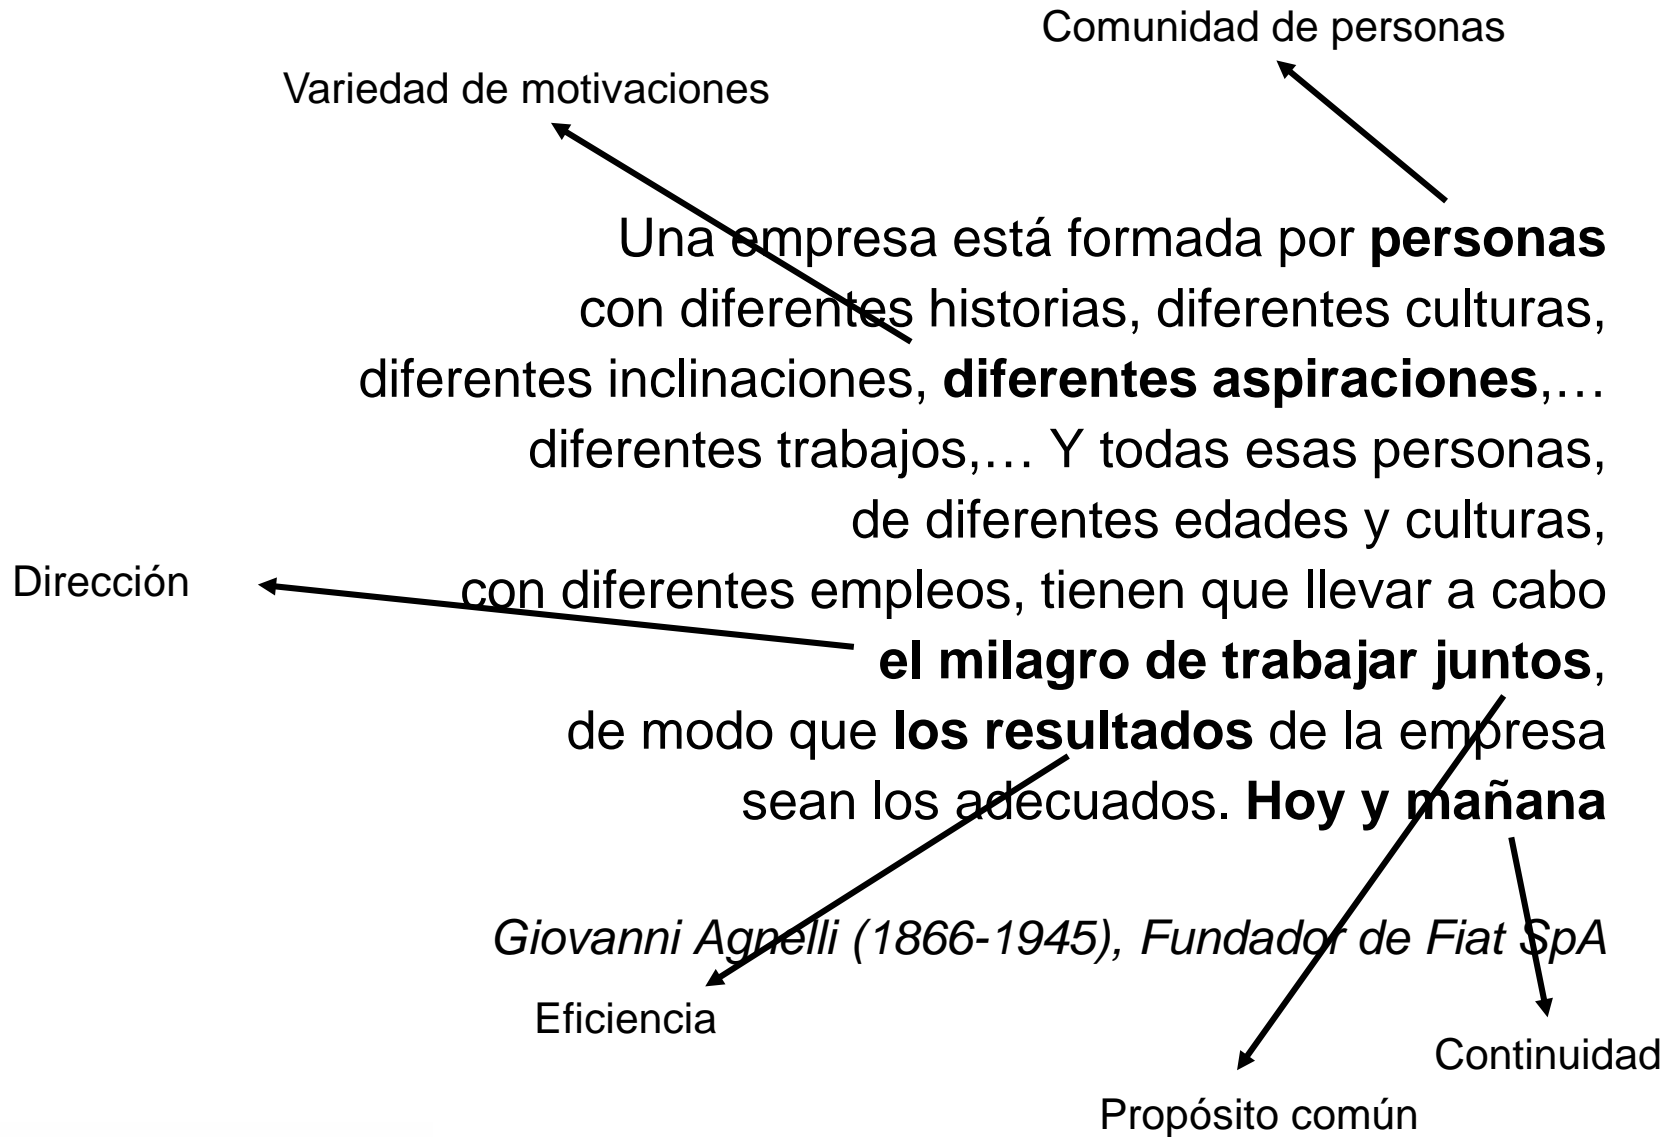 Comunidad de personas
Variedad de motivaciones
Una empresa está formada por personas
con diferentes historias, diferentes culturas,
diferentes inclinaciones, diferentes aspiraciones,…
diferentes trabajos,… Y todas esas personas,
de diferentes edades y culturas,
Dirección
con diferentes empleos, tienen que llevar a cabo
el milagro de trabajar juntos,
de modo que los resultados de la empresa
sean los adecuados. Hoy y mañana
Giovanni Agnelli (1866-1945), Fundador de Fiat SpA
Eficiencia
Continuidad
Propósito común